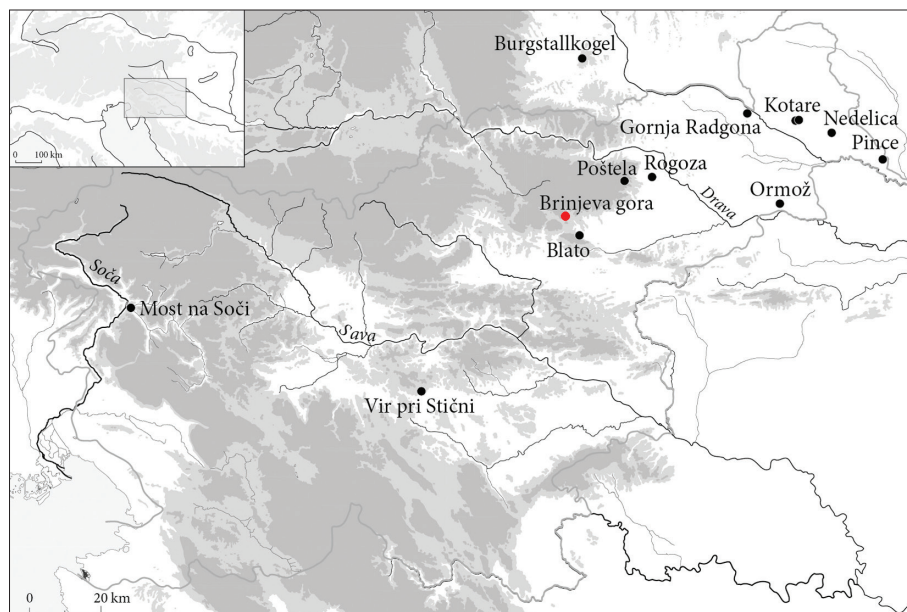 0 100 km
Burgstallkogel
Kotare
Gornja Radgona
Nedelica
Pince
Poštela
Rogoza
Ormož
Brinjeva gora
Drava
Blato
Soča
Most na Soči
Sava
Vir pri Stični
0 20 km